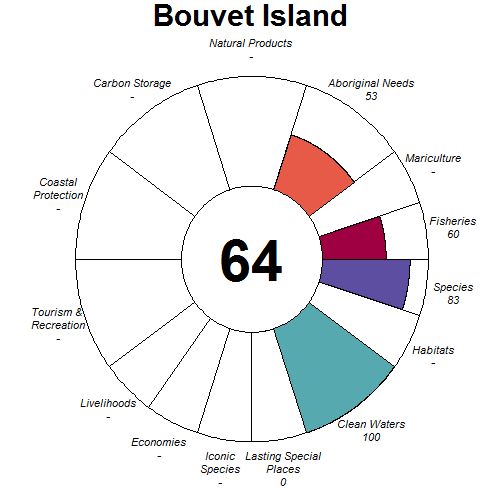 Bouvet Island
Natural Products
-
Carbon Storage
-
Aboriginal Needs
53
Mariculture
-
Coastal
Protection
-
Fisheries
60
64
Species
83
Tourism &
Recreation
-
Habitats
-
Livelihoods
-
Clean Waters
100
Economies
-
Iconic
Species
-
Lasting Special
Places
0